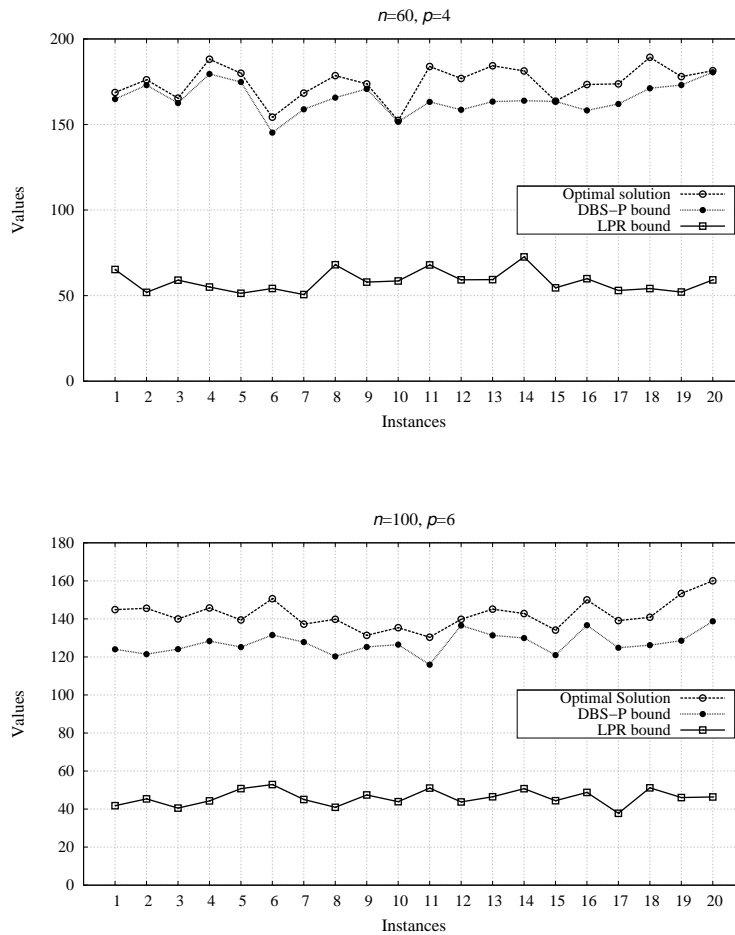 n=60, p=4
200
150
100
50
0
Values
Optimal solution
DBS–P bound
LPR bound
1 2 3 4 5 6 7 8 9 10 11 12 13 14 15 16 17 18 19 20
Instances
n=100, p=6
180
160
140
120
100
80
60
40
20
0
Values
Optimal Solution
DBS–P bound
LPR bound
1 2 3 4 5 6 7 8 9 10 11 12 13 14 15 16 17 18 19 20
Instances